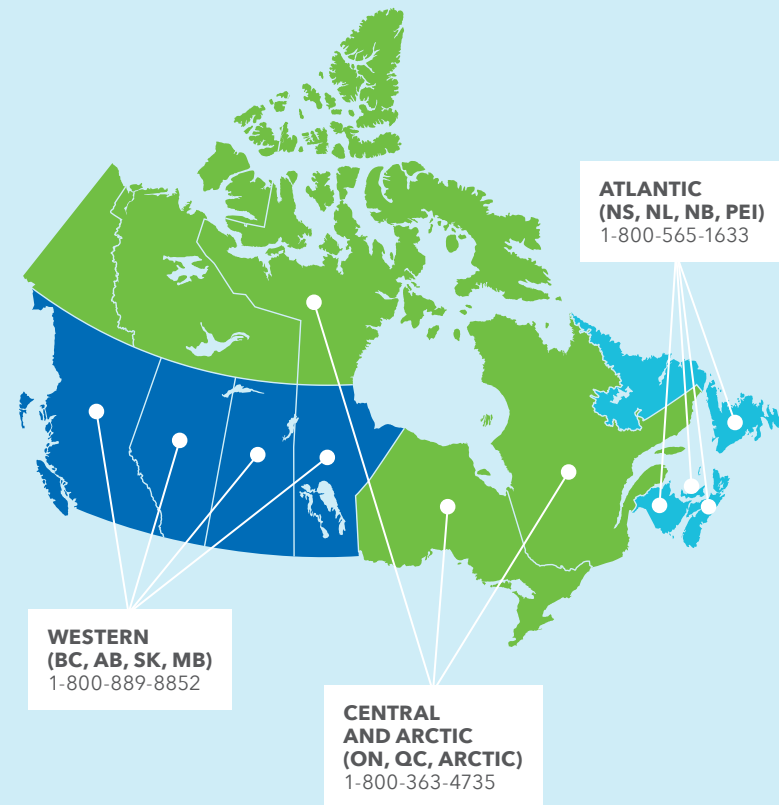 ATLANTIC
(NS, NL, NB, PEI)
1-800-565-1633
WESTERN
(BC, AB, SK, MB)
1-800-889-8852
CENTRAL
AND ARCTIC
(ON, QC, ARCTIC)
1-800-363-4735